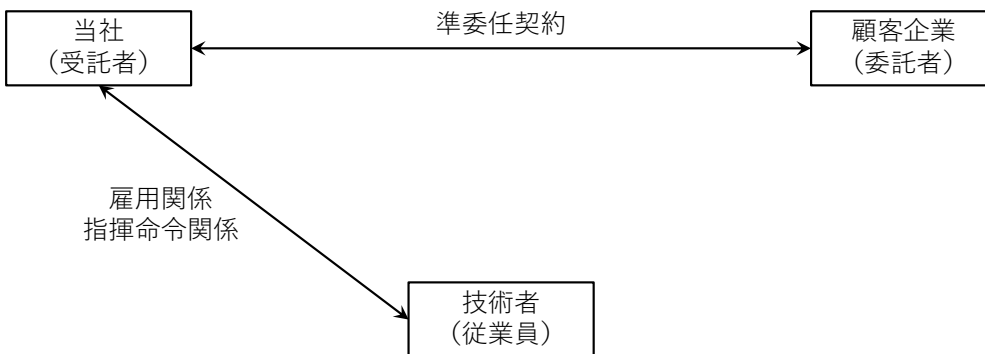 当社
（受託者）
準委任契約
顧客企業
（委託者）
雇用関係
指揮命令関係
技術者
（従業員）